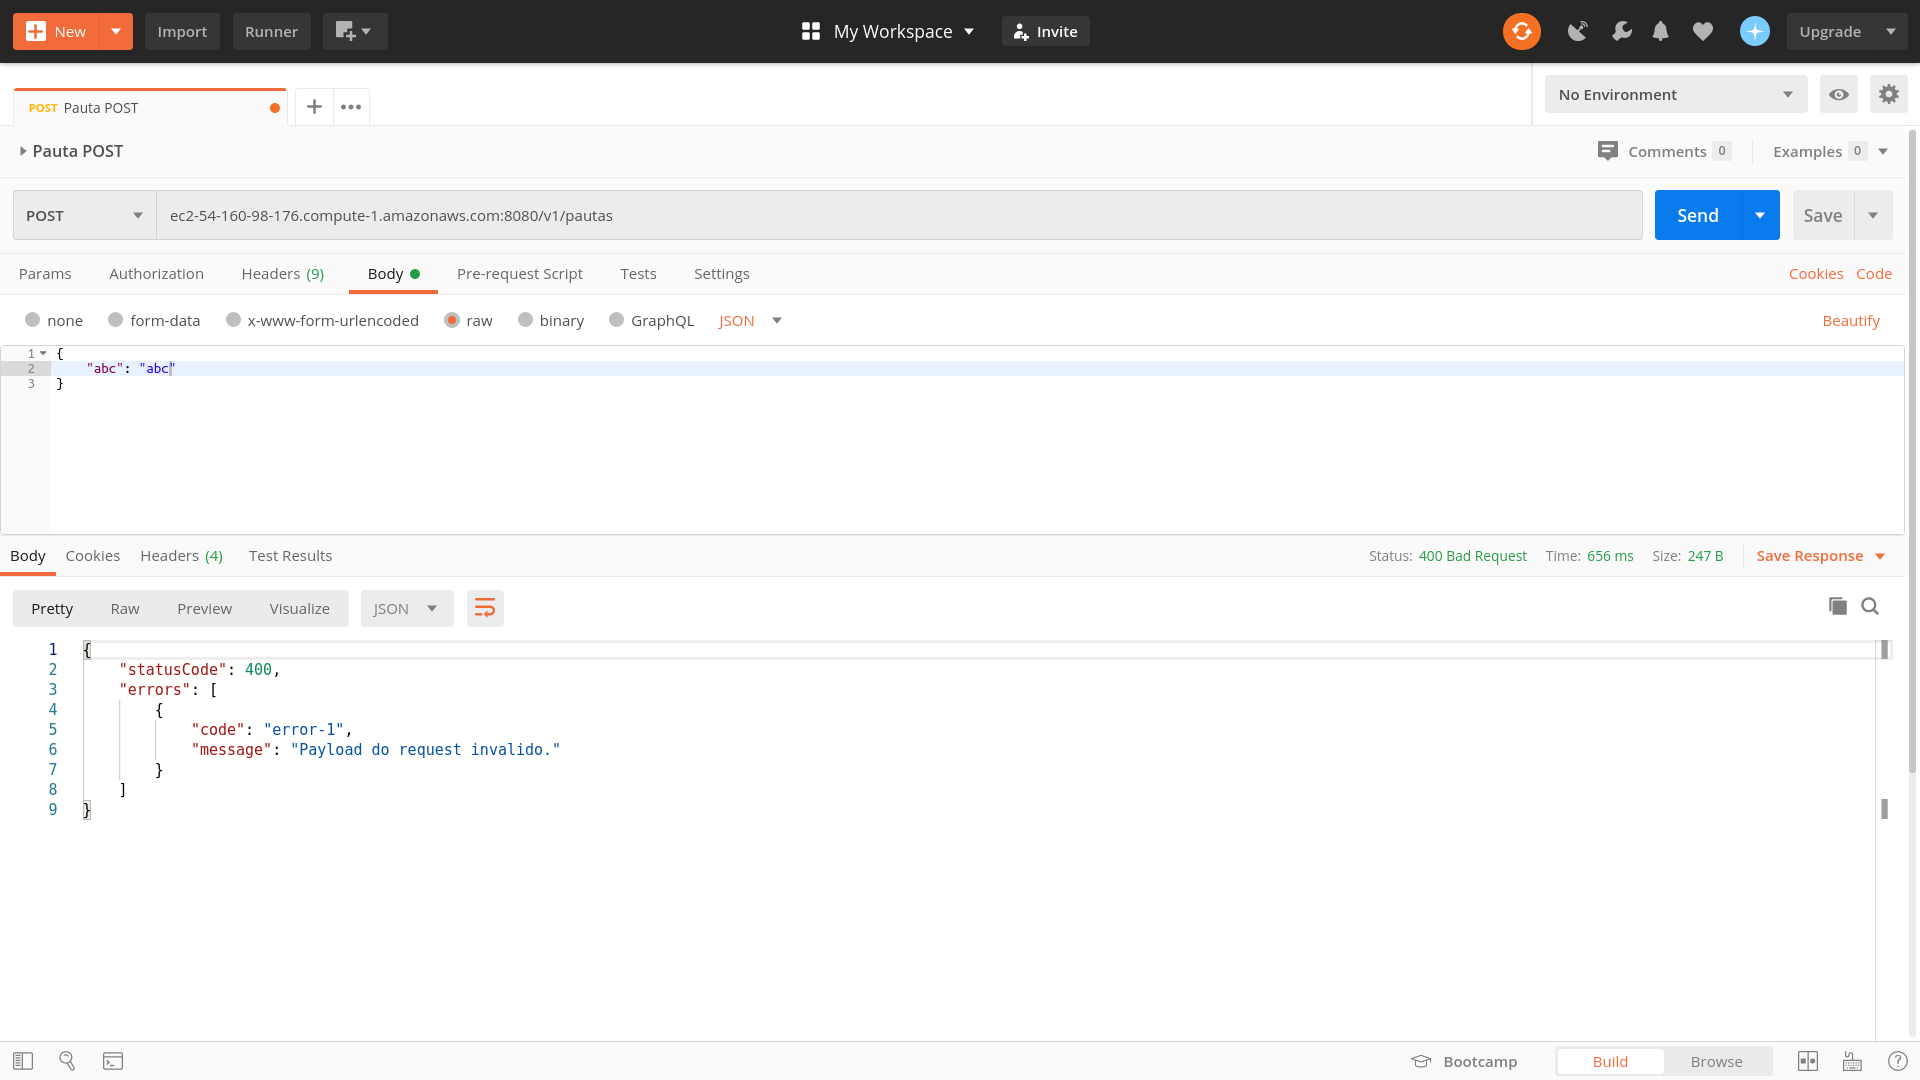 New Import Runner My Workspace Invite Upgrade
POST Pauta POST No Environment
Pauta POST Comments 0 Examples 0
POST ec2-54-160-98-176.compute-1.amazonaws.com:8080/v1/pautas Send Save
Params Authorization Headers (9) Body Pre-request Script Tests Settings Cookies Code
none form-data x-www-form-urlencoded raw binary GraphQL JSON Beautify
1 {
2 "abc": "abc"
3 }
Body Cookies Headers (4) Test Results Status: 400 Bad Request Time: 656 ms Size: 247 B Save Response
Pretty Raw Preview Visualize JSON
1 {
2 "statusCode": 400,
3 "errors": [
4 {
5 "code": "error-1",
6 "message": "Payload do request invalido."
7 }
8 ]
9 }
Bootcamp Build Browse